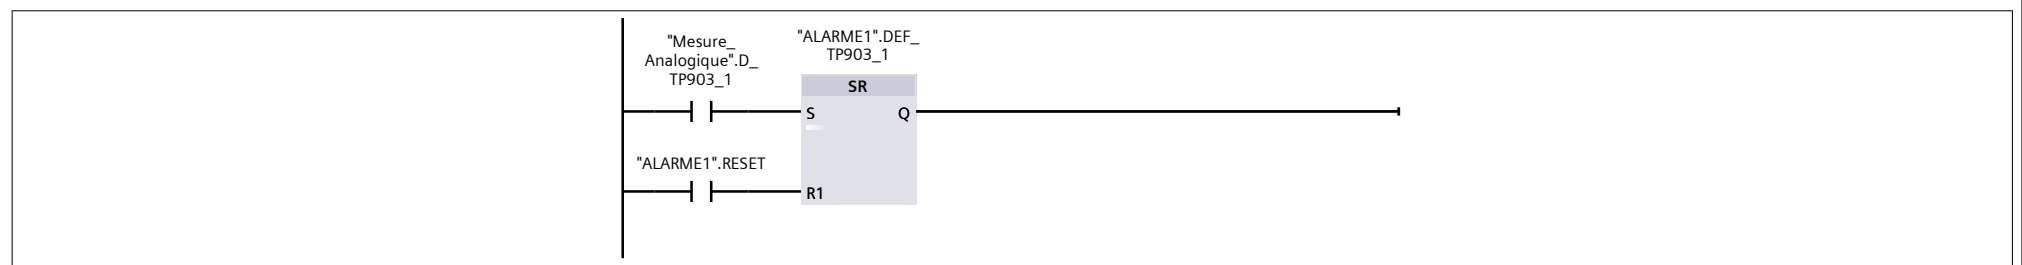 "Mesure_
Analogique".D_
TP903_1
"ALARME1".DEF_
TP903_1
SR
S
Q
"ALARME1".RESET
R1